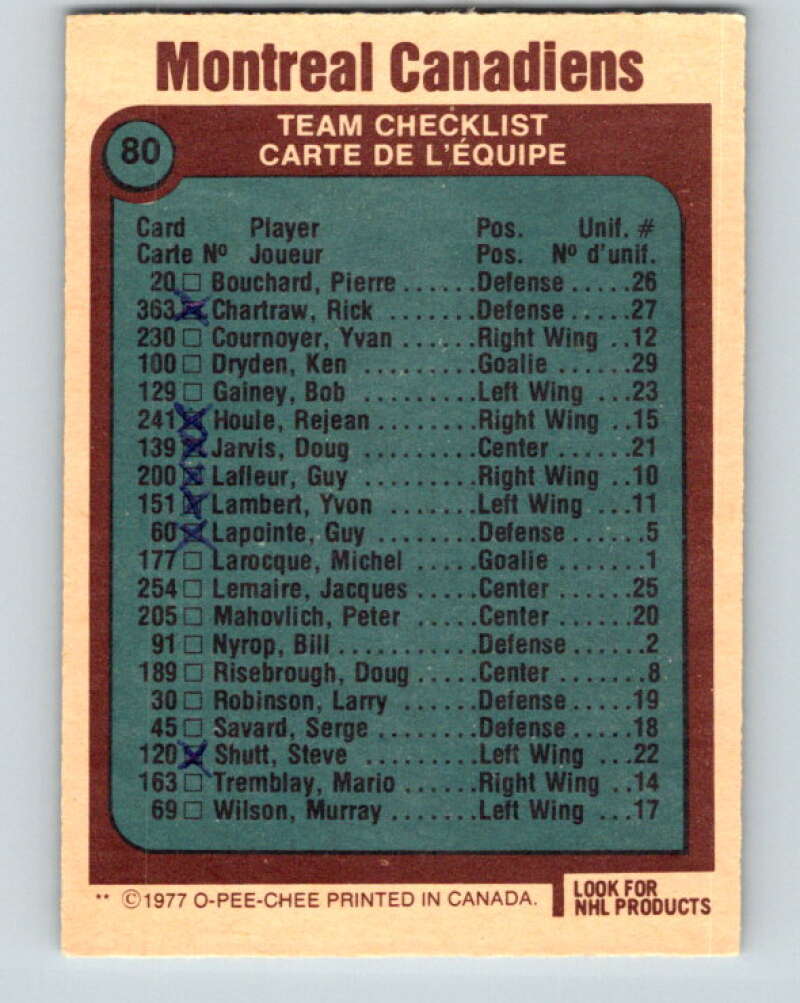 Montreal Canadiens
80
TEAM CHECKLIST
CARTE DE L'ÉQUIPE
Card Player Pos. Unif. #
Carte Nº Joueur Pos. Nº d'unif.
20 □ Bouchard, Pierre ......Defense .....26
363 ☒ Chartraw, Rick .......Defense .....27
230 □ Cournoyer, Yvan ......Right Wing ..12
100 □ Dryden, Ken .........Goalie ......29
129 □ Gainey, Bob .........Left Wing ...23
241 ☒ Houle, Rejean ........Right Wing ..15
139 ☒ Jarvis, Doug .........Center ......21
200 ☒ Lafleur, Guy .........Right Wing ..10
151 ☒ Lambert, Yvon .......Left Wing ...11
60 ☒ Lapointe, Guy ........Defense ......5
177 □ Larocque, Michel .....Goalie .......1
254 □ Lemaire, Jacques .....Center ......25
205 □ Mahovlich, Peter .....Center ......20
91 □ Nyrop, Bill ...........Defense ......2
189 □ Risebrough, Doug .....Center .......8
30 □ Robinson, Larry ......Defense .....19
45 □ Savard, Serge ........Defense .....18
120 ☒ Shutt, Steve .........Left Wing ...22
163 □ Tremblay, Mario ......Right Wing ..14
69 □ Wilson, Murray .......Left Wing ...17
** ©1977 O-PEE-CHEE PRINTED IN CANADA.
LOOK FOR
NHL PRODUCTS